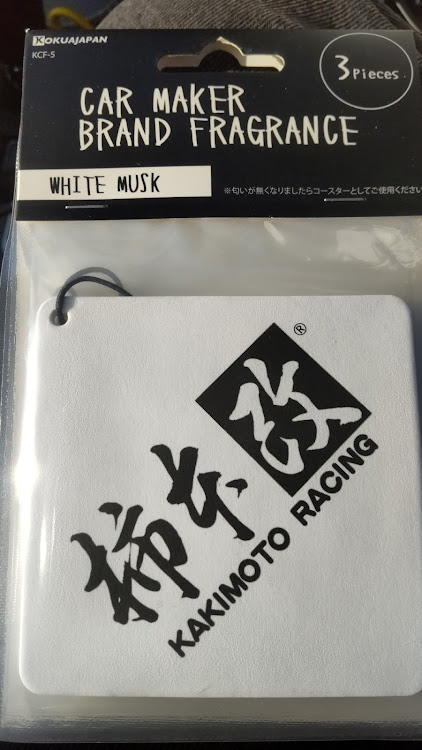 KOKUAJAPAN
KCF-5
3 Pieces
CAR MAKER
BRAND FRAGRANCE
WHITE MUSK
※匂いが無くなりましたらコースターとしてご使用ください
改®
柿本
KAKIMOTO RACING